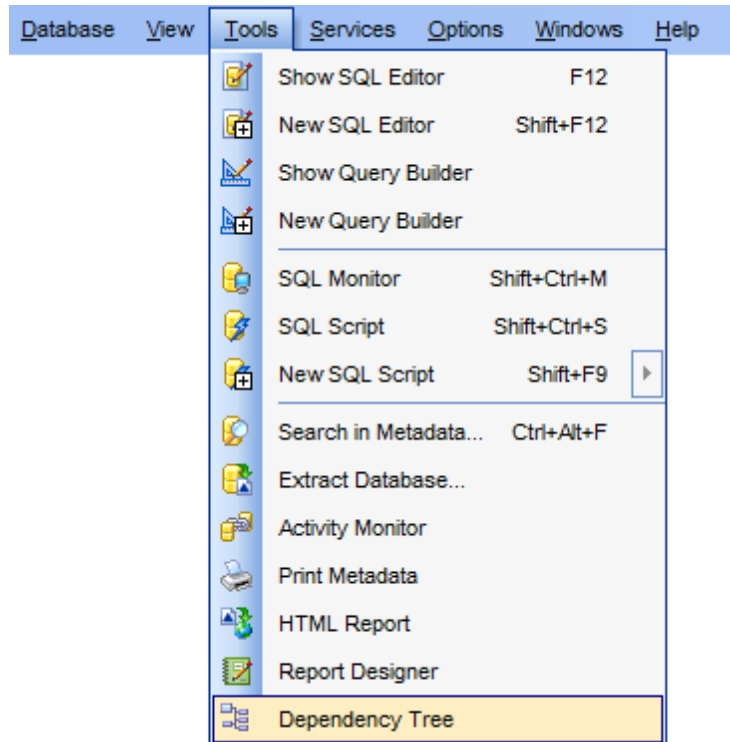 Database View Tools Services Options Windows Help
Show SQL Editor F12
New SQL Editor Shift+F12
Show Query Builder
New Query Builder
SQL Monitor Shift+Ctrl+M
SQL Script Shift+Ctrl+S
New SQL Script Shift+F9
Search in Metadata... Ctrl+Alt+F
Extract Database...
Activity Monitor
Print Metadata
HTML Report
Report Designer
Dependency Tree